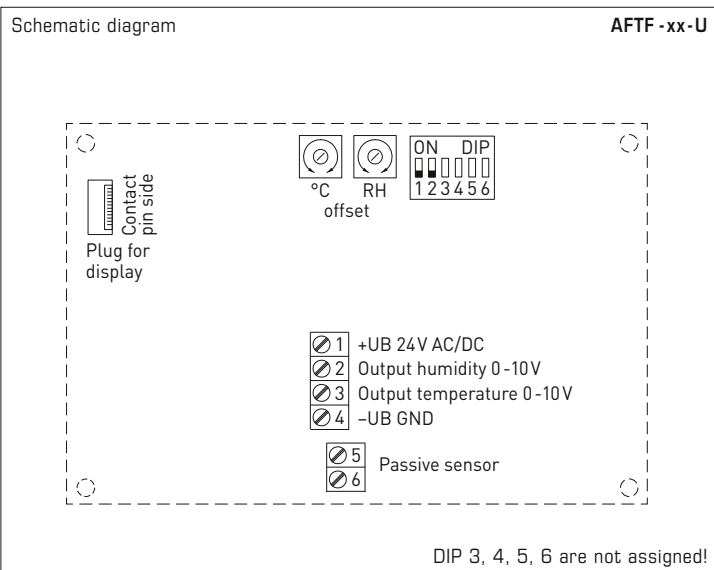 Schematic diagram
AFTF-xx-U
ON DIP
1 2 3 4 5 6
°C
RH
offset
Contact
pin side
Plug for
display
1 +UB 24V AC/DC
2 Output humidity 0-10V
3 Output temperature 0-10V
4 –UB GND
5
6
Passive sensor
DIP 3, 4, 5, 6 are not assigned!